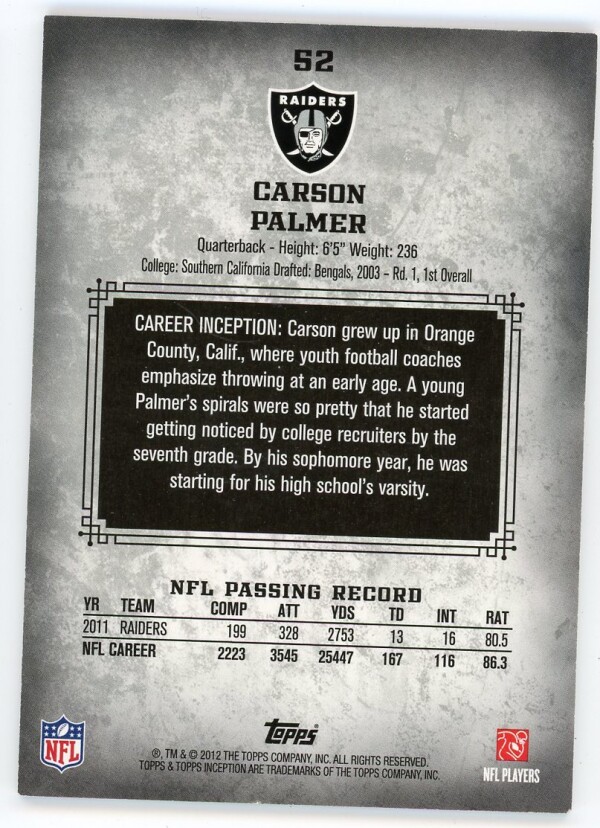 52
RAIDERS
CARSON
PALMER
Quarterback - Height: 6'5" Weight: 236
College: Southern California Drafted: Bengals, 2003 - Rd. 1, 1st Overall
CAREER INCEPTION: Carson grew up in Orange
County, Calif., where youth football coaches
emphasize throwing at an early age. A young
Palmer's spirals were so pretty that he started
getting noticed by college recruiters by the
seventh grade. By his sophomore year, he was
starting for his high school's varsity.
NFL PASSING RECORD
YR TEAM COMP ATT YDS TD INT RAT
2011 RAIDERS 199 328 2753 13 16 80.5
NFL CAREER 2223 3545 25447 167 116 86.3
NFL
Topps
®, TM & © 2012 THE TOPPS COMPANY, INC. ALL RIGHTS RESERVED.
TOPPS & TOPPS INCEPTION ARE TRADEMARKS OF THE TOPPS COMPANY, INC.
NFL PLAYERS